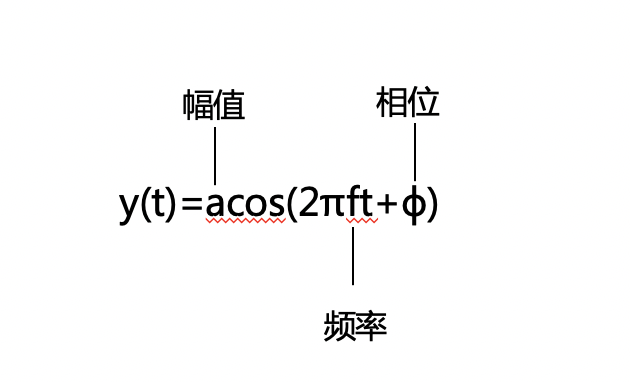 幅值 相位
y(t)=acos(2πft+ϕ)
频率